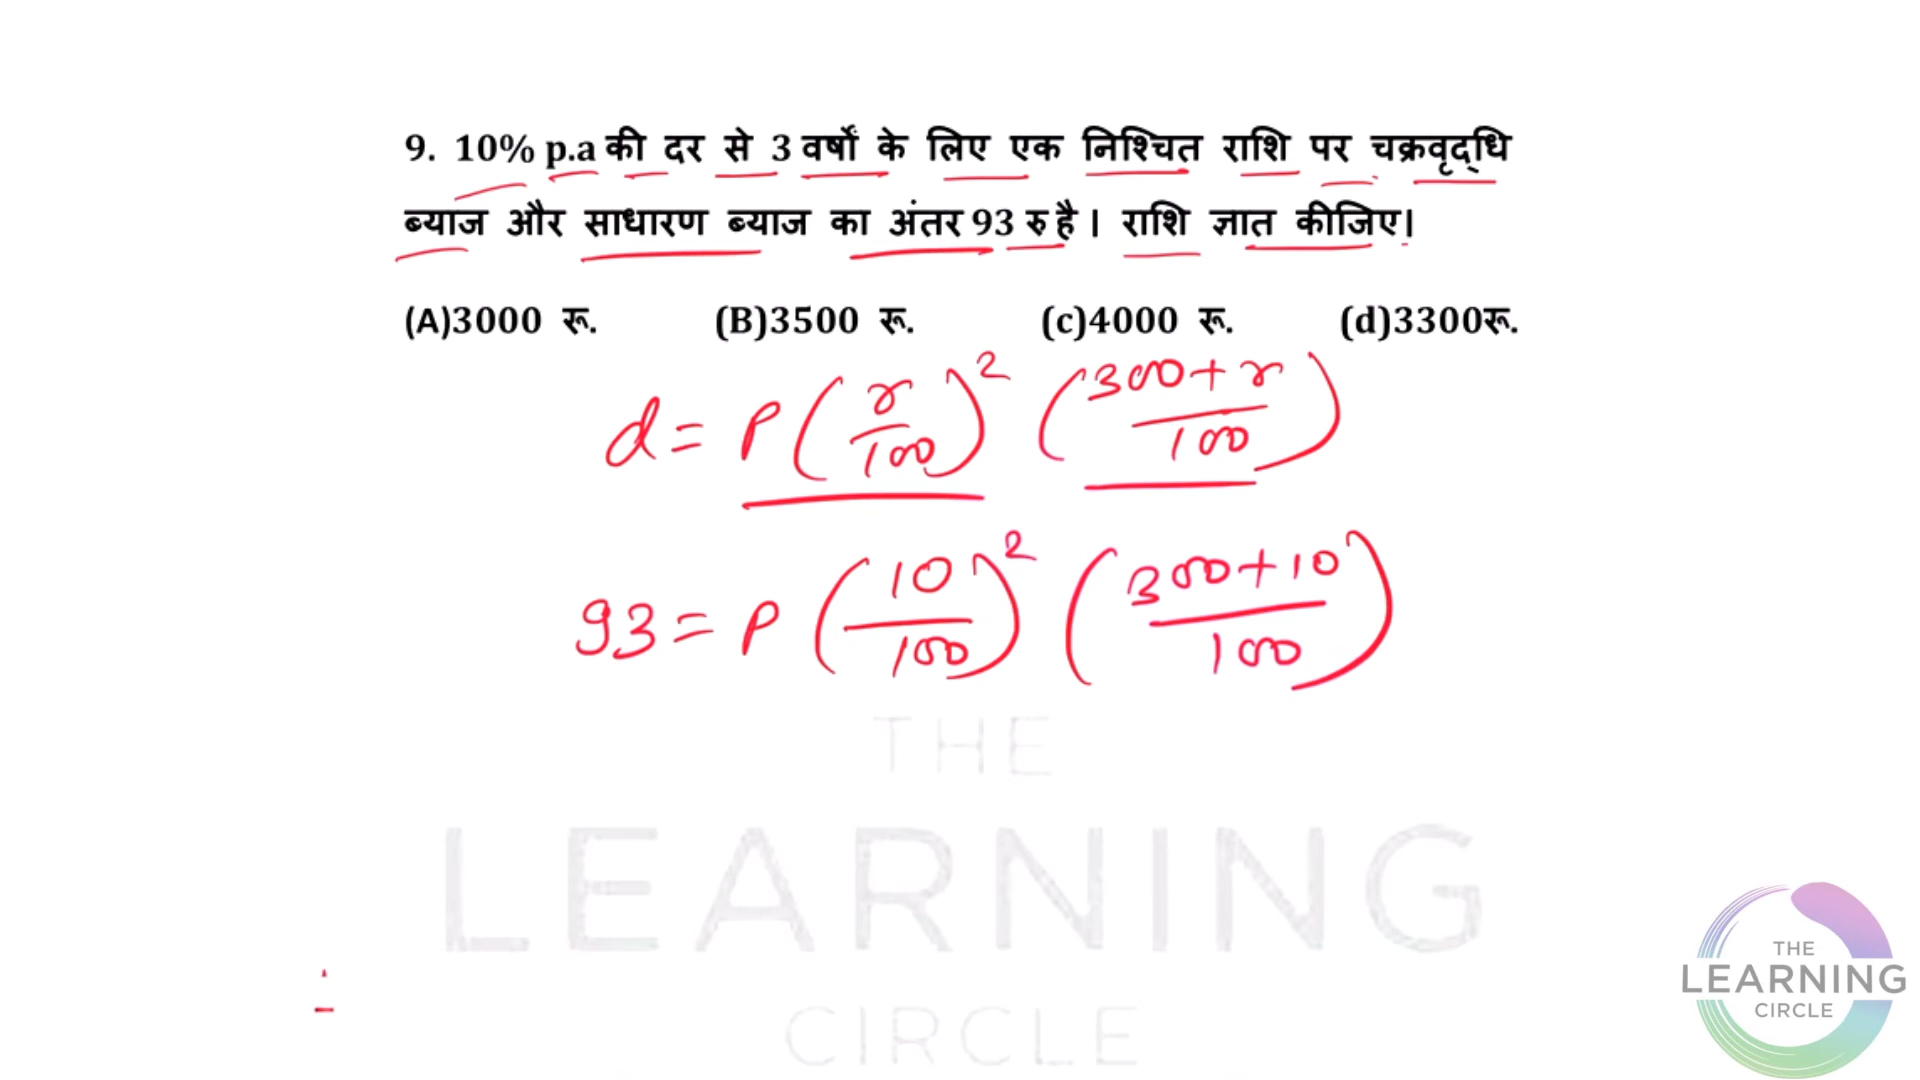 9. 10% p.a की दर से 3 वर्षों के लिए एक निश्चित राशि पर चक्रवृद्धि
ब्याज और साधारण ब्याज का अंतर 93 रु है। राशि ज्ञात कीजिए।
(A)3000 रू. (B)3500 रू. (c)4000 रू. (d)3300रू.
d = P (r/100)² (300+r/100)
93 = P (10/100)² (300+10/100)
THE
LEARNING
CIRCLE
THE
LEARNING
CIRCLE